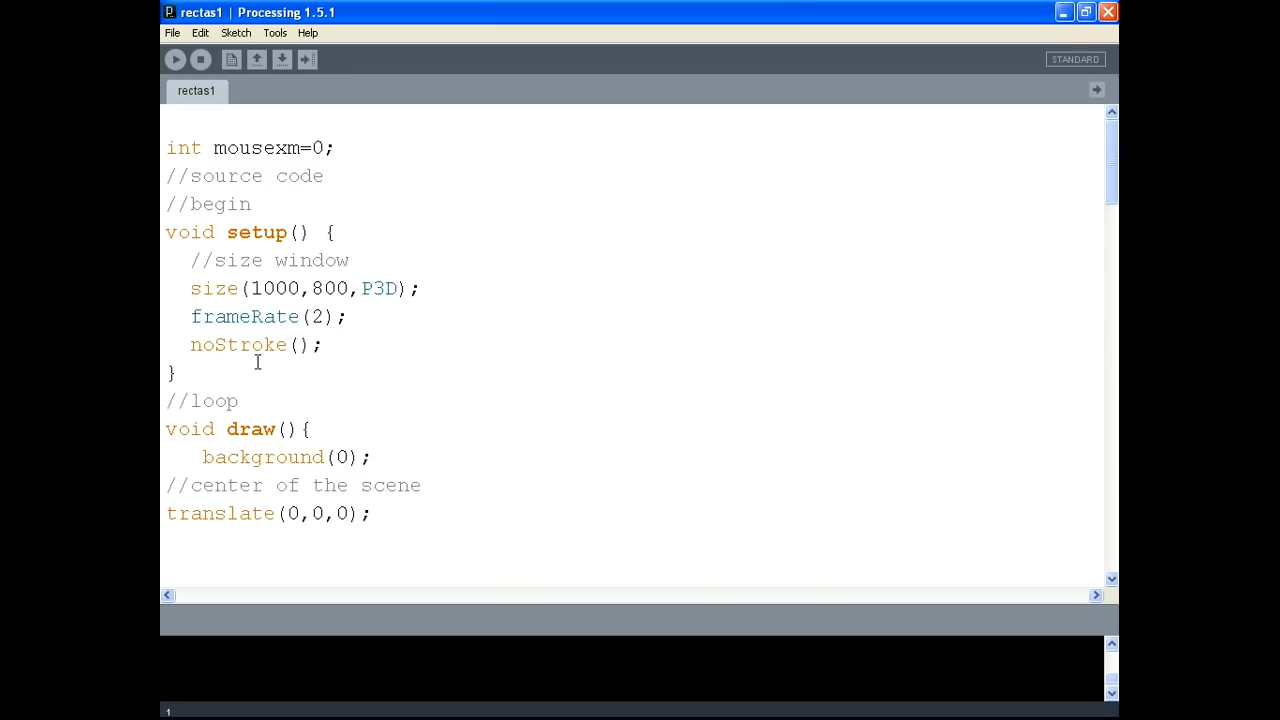 rectas1 | Processing 1.5.1
File Edit Sketch Tools Help
STANDARD
rectas1
int mousexm=0;
//source code
//begin
void setup() {
  //size window
  size(1000,800,P3D);
  frameRate(2);
  noStroke();
}
//loop
void draw(){
   background(0);
//center of the scene
translate(0,0,0);
1